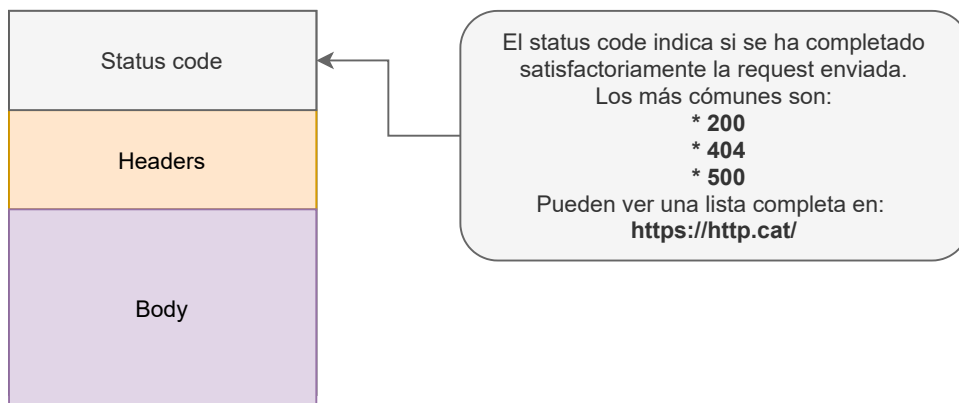 Status code
Headers
Body
El status code indica si se ha completado
satisfactoriamente la request enviada.
Los más cómunes son:
* 200
* 404
* 500
Pueden ver una lista completa en:
https://http.cat/